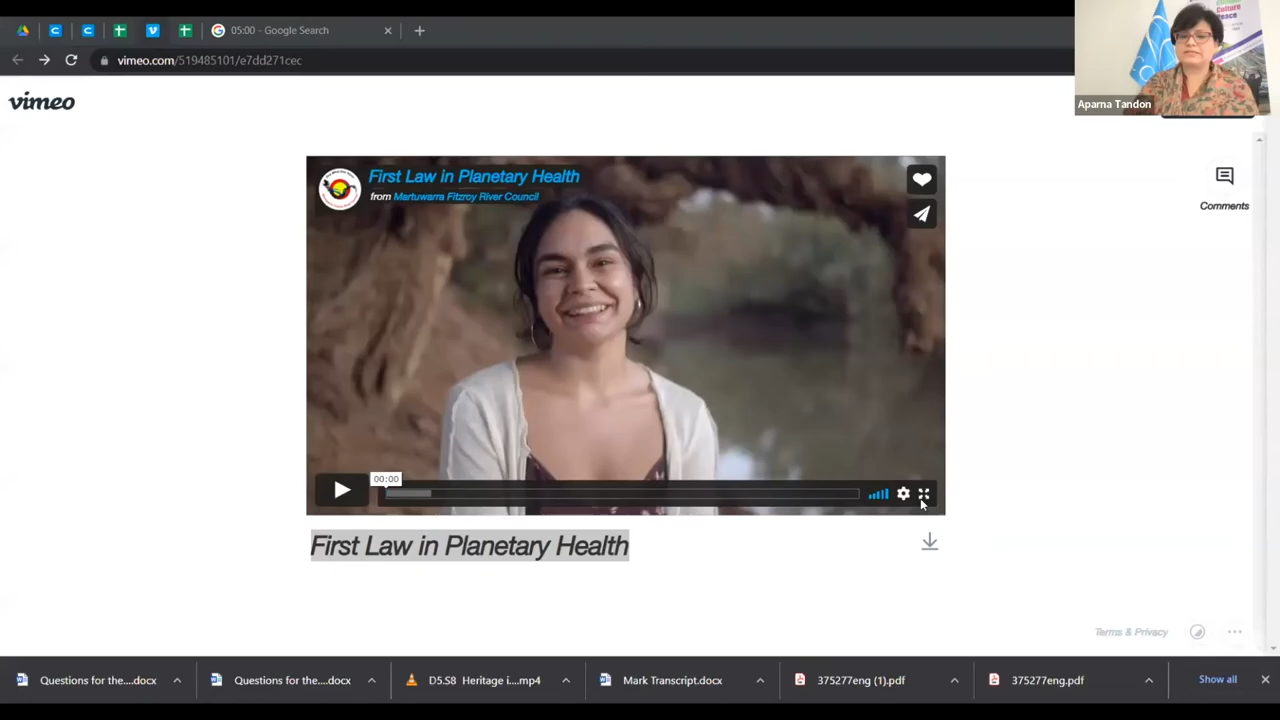 05:00 - Google Search
vimeo.com/519485101/e7dd271cec
Culture
Peace
Aparna Tandon
vimeo
First Law in Planetary Health
from Martuwarra Fitzroy River Council
Comments
00:00
First Law in Planetary Health
Terms & Privacy
Questions for the....docx
Questions for the....docx
D5.S8 Heritage i....mp4
Mark Transcript.docx
375277eng (1).pdf
375277eng.pdf
Show all